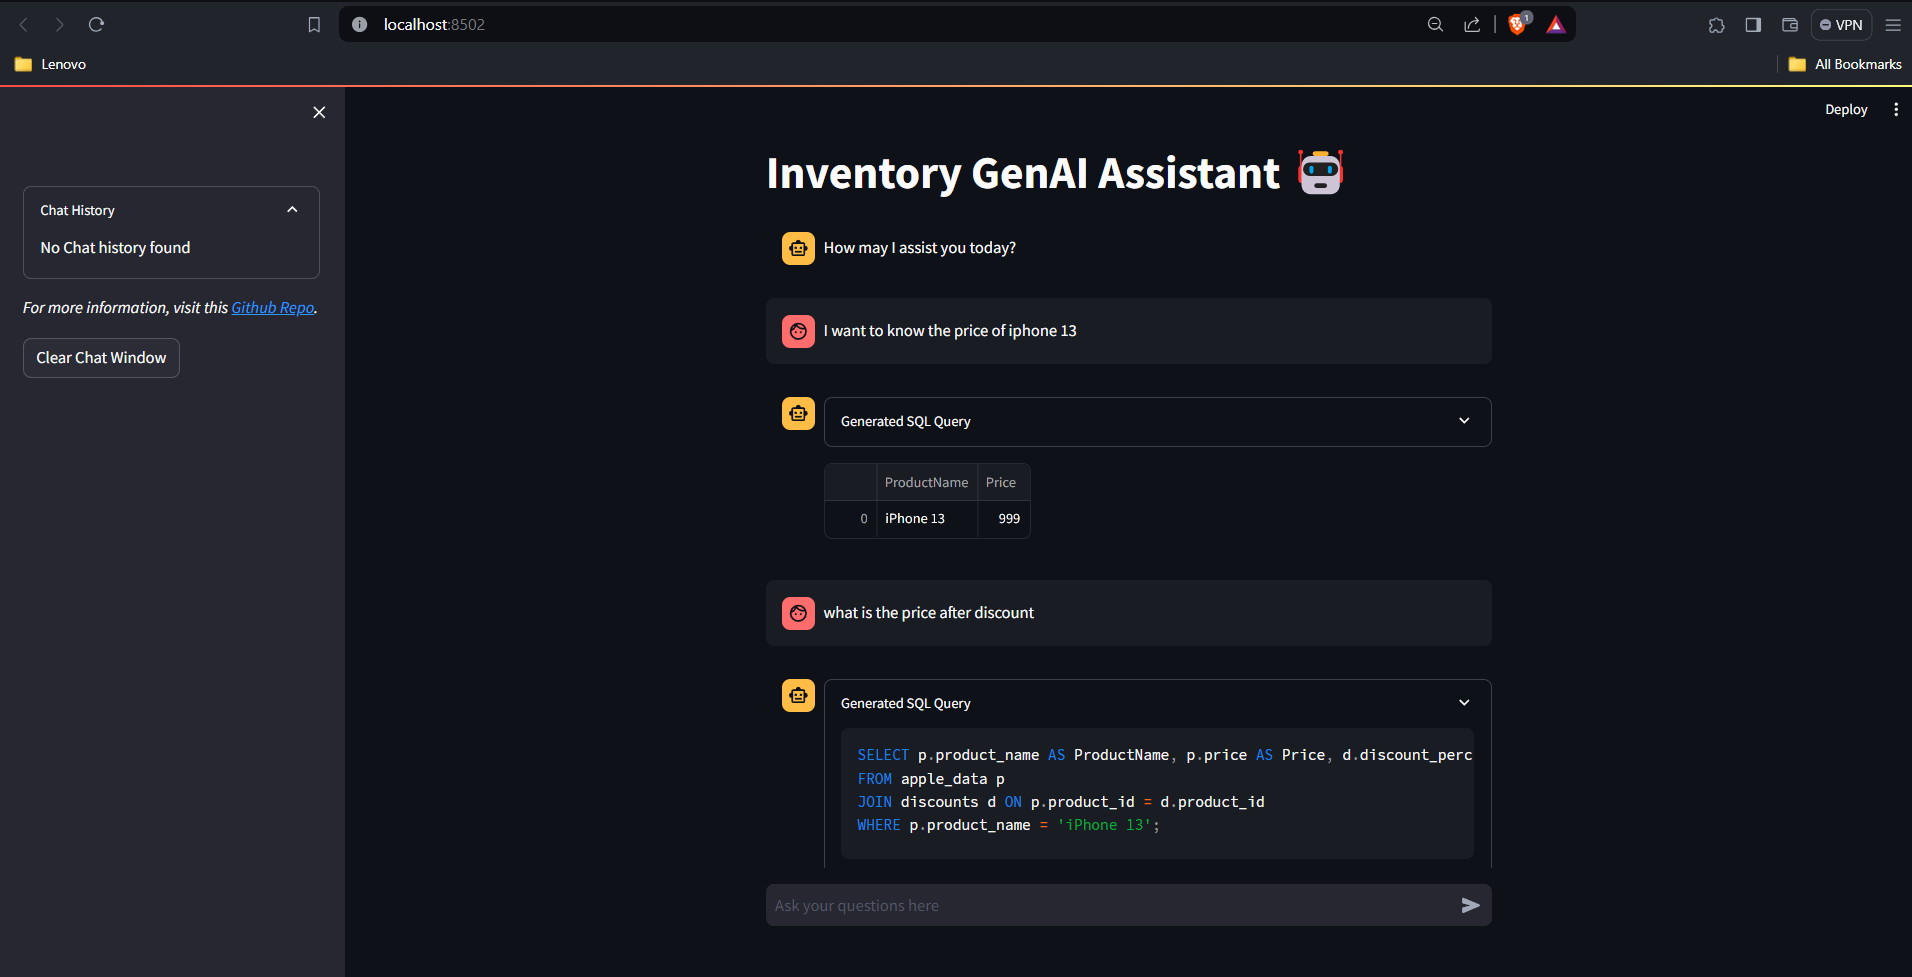 localhost:8502
1
VPN
Lenovo
All Bookmarks
Deploy
Chat History
No Chat history found
For more information, visit this Github Repo.
Clear Chat Window
Inventory GenAI Assistant
How may I assist you today?
I want to know the price of iphone 13
Generated SQL Query
ProductName Price
0 iPhone 13 999
what is the price after discount
Generated SQL Query
SELECT p.product_name AS ProductName, p.price AS Price, d.discount_perc
FROM apple_data p
JOIN discounts d ON p.product_id = d.product_id
WHERE p.product_name = 'iPhone 13';
Ask your questions here